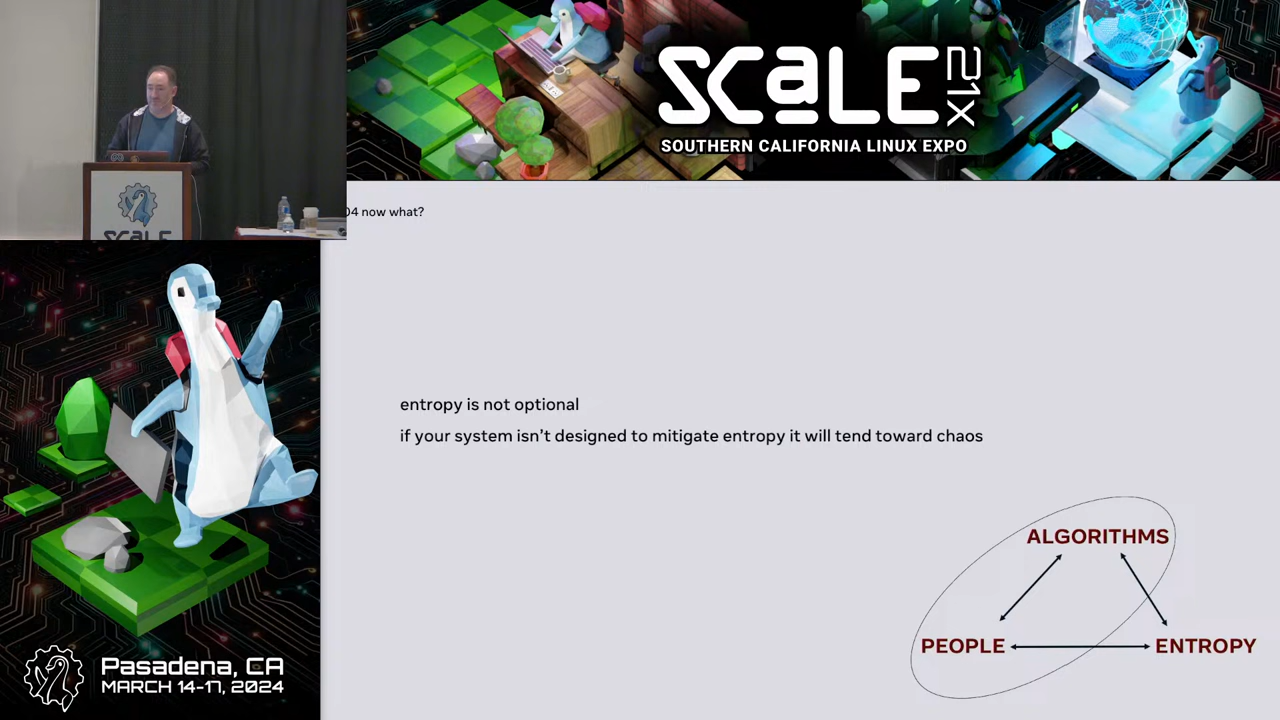 SCaLE 21X
SOUTHERN CALIFORNIA LINUX EXPO
SCALE
04 now what?
entropy is not optional
if your system isn't designed to mitigate entropy it will tend toward chaos
ALGORITHMS
PEOPLE
ENTROPY
Pasadena, CA
MARCH 14-17, 2024